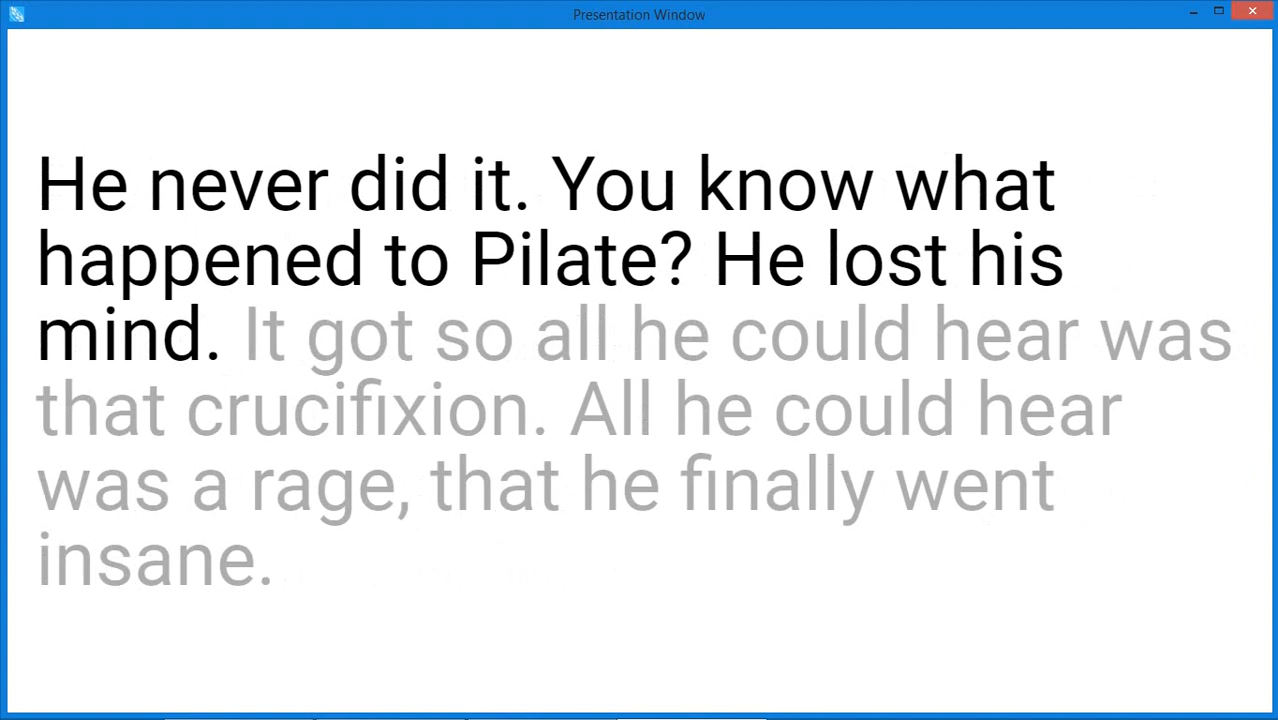 Presentation Window
He never did it. You know what
happened to Pilate? He lost his
mind. It got so all he could hear was
that crucifixion. All he could hear
was a rage, that he finally went
insane.